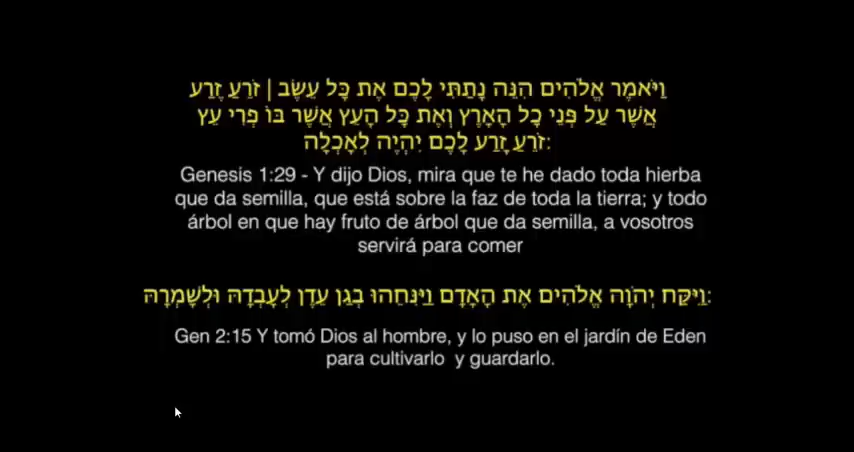 וַיֹּאמֶר אֱלֹהִים הִנֵּה נָתַתִּי לָכֶם אֶת כָּל עֵשֶׂב | זֹרֵעַ זֶרַע
אֲשֶׁר עַל פְּנֵי כָל הָאָרֶץ וְאֶת כָּל הָעֵץ אֲשֶׁר בּוֹ פְרִי עֵץ
זֹרֵעַ זָרַע לָכֶם יִהְיֶה לְאָכְלָה:
Genesis 1:29 - Y dijo Dios, mira que te he dado toda hierba
que da semilla, que está sobre la faz de toda la tierra; y todo
árbol en que hay fruto de árbol que da semilla, a vosotros
servirá para comer
וַיִּקַּח יְהֹוָה אֱלֹהִים אֶת הָאָדָם וַיַּנִּחֵהוּ בְגַן עֵדֶן לְעָבְדָהּ וּלְשָׁמְרָהּ:
Gen 2:15 Y tomó Dios al hombre, y lo puso en el jardín de Eden
para cultivarlo y guardarlo.